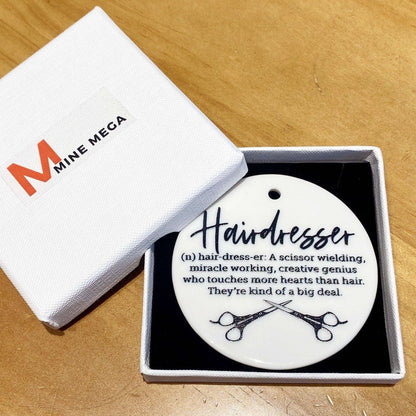 M MINE MEGA
Hairdresser
(n) hair-dress-er: A scissor wielding,
miracle working, creative genius
who touches more hearts than hair.
They're kind of a big deal.